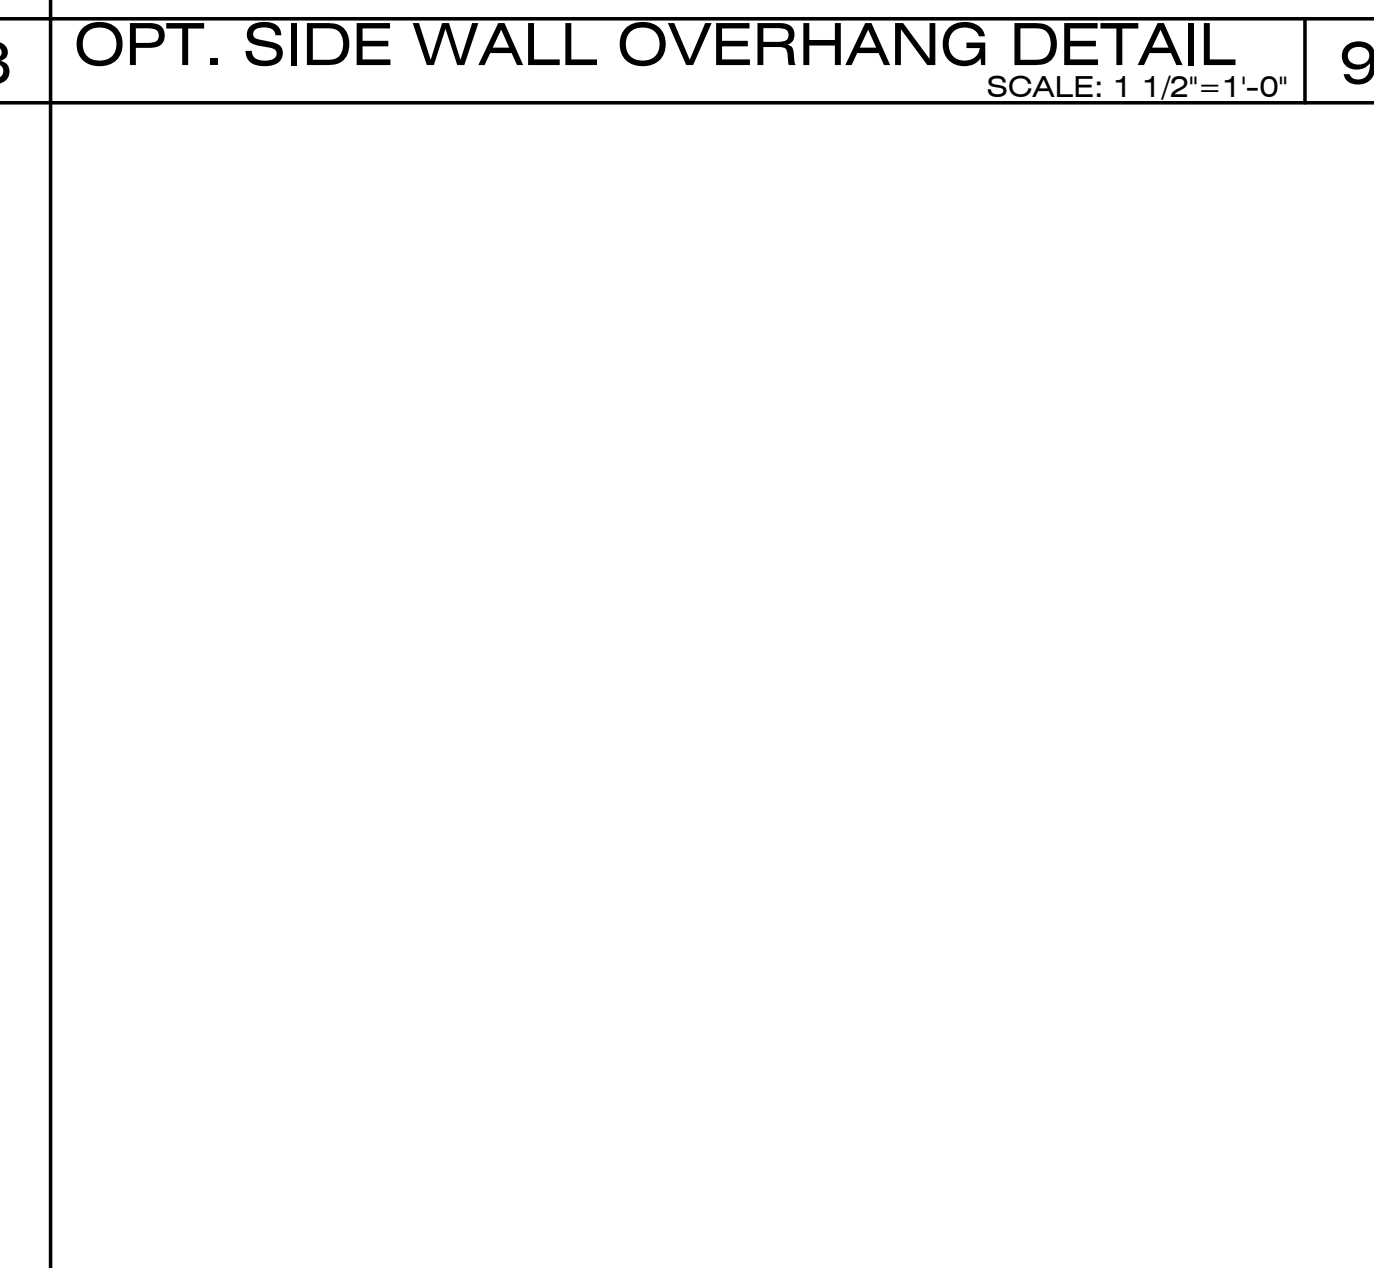 OPT. SIDE WALL OVERHANG DETAIL
SCALE: 1 1/2"=1'-0"
9